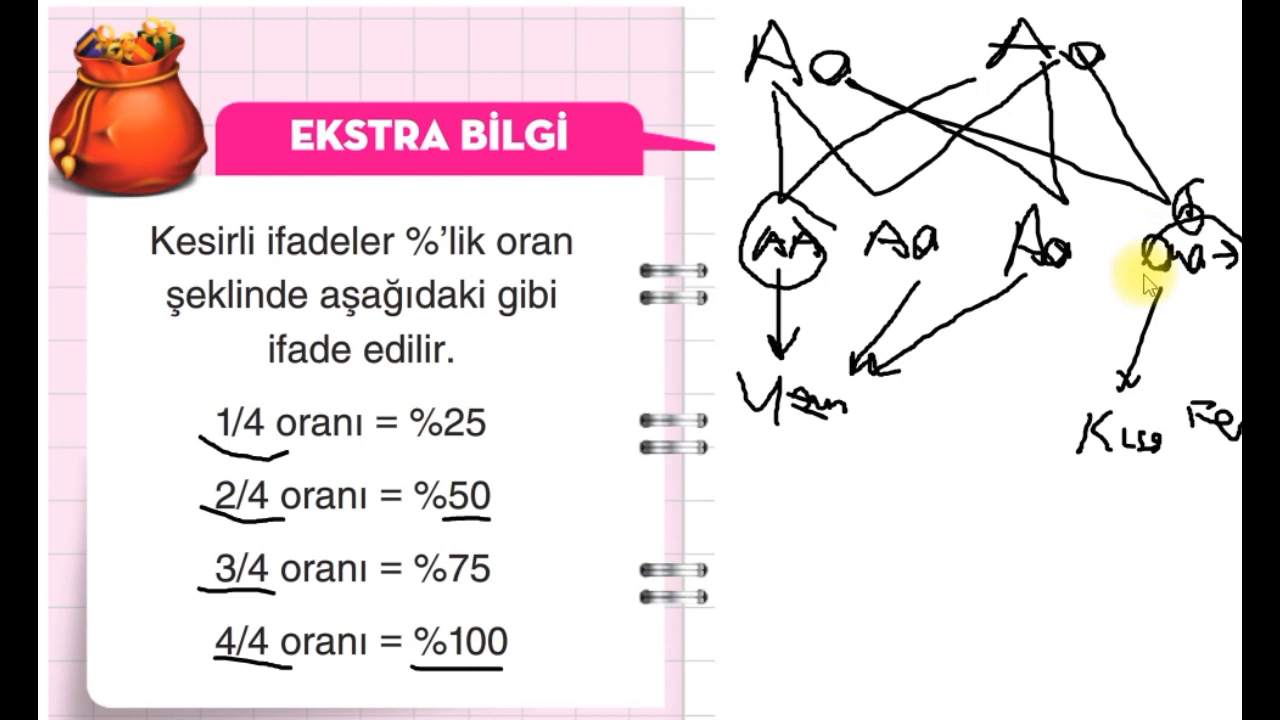 EKSTRA BİLGİ
Kesirli ifadeler %'lik oran
şeklinde aşağıdaki gibi
ifade edilir.
1/4 oranı = %25
2/4 oranı = %50
3/4 oranı = %75
4/4 oranı = %100
Aa Aa
AA Aa Aa aa